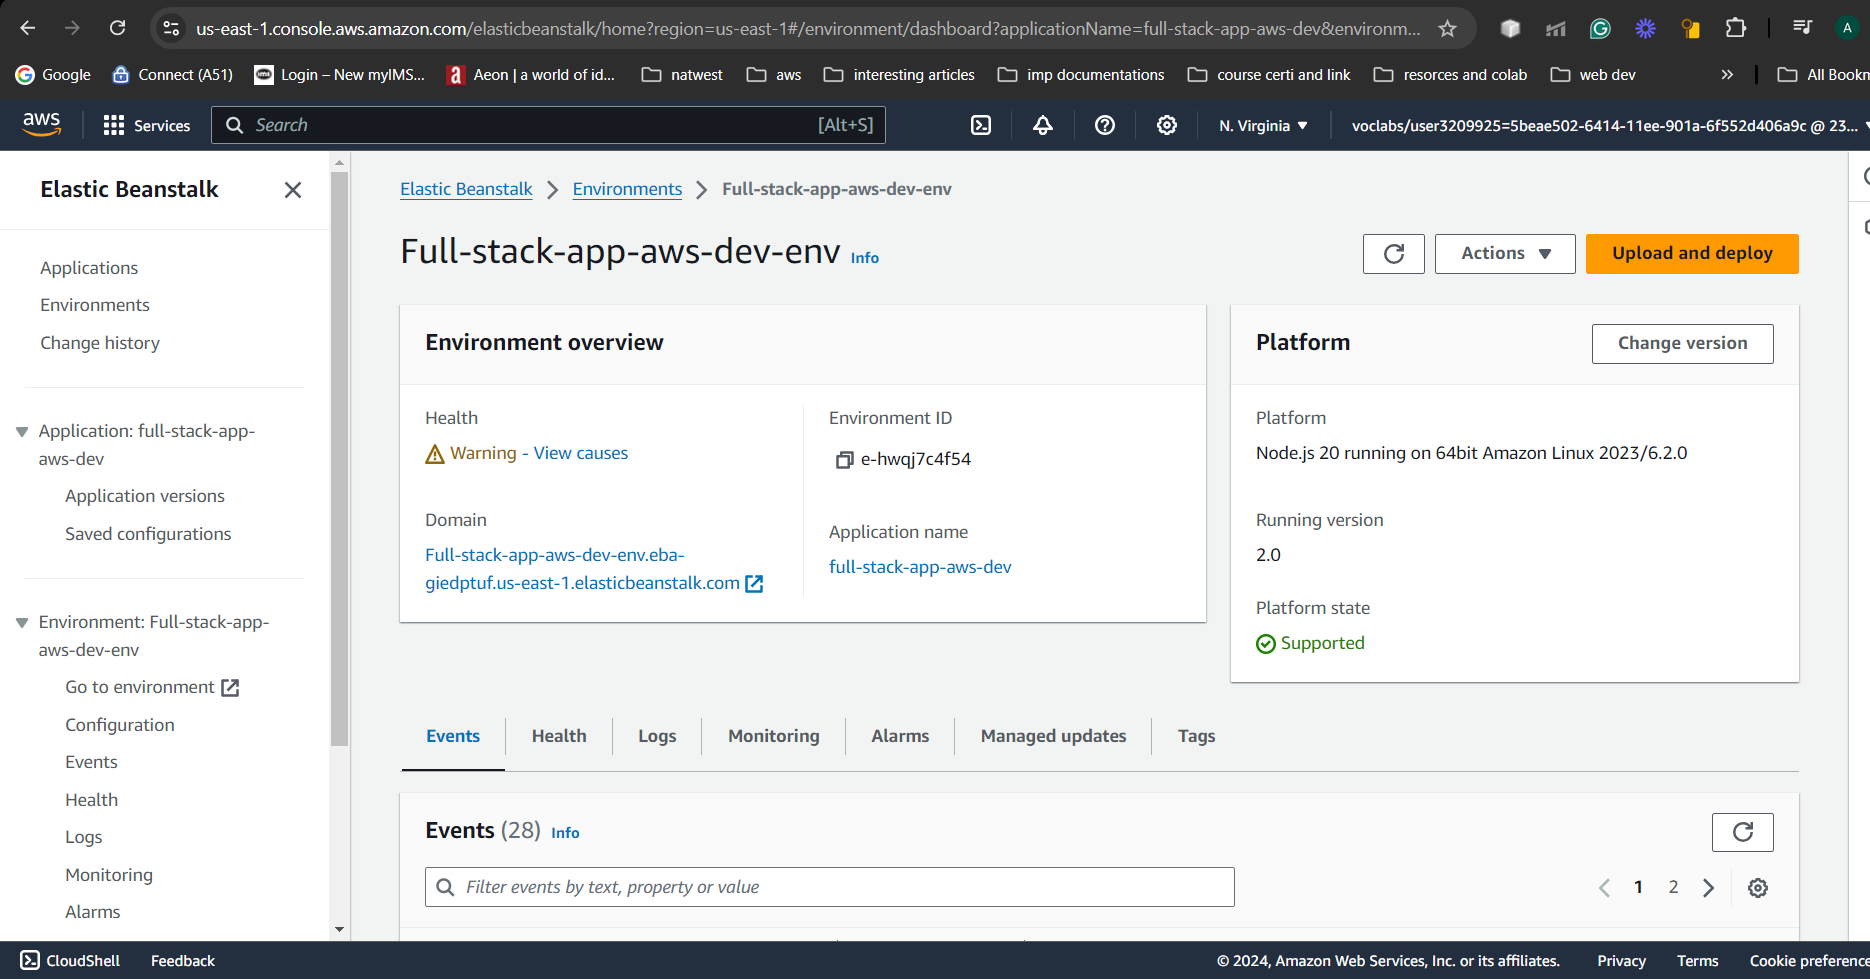 us-east-1.console.aws.amazon.com/elasticbeanstalk/home?region=us-east-1#/environment/dashboard?applicationName=full-stack-app-aws-dev&environm...
A
Google
Connect (A51)
Login – New myIMS...
Aeon | a world of id...
natwest
aws
interesting articles
imp documentations
course certi and link
resorces and colab
web dev
»
All Bookm
aws
Services
Search
[Alt+S]
N. Virginia
voclabs/user3209925=5beae502-6414-11ee-901a-6f552d406a9c @ 23...
Elastic Beanstalk
Applications
Environments
Change history
Application: full-stack-app-
aws-dev
Application versions
Saved configurations
Environment: Full-stack-app-
aws-dev-env
Go to environment
Configuration
Events
Health
Logs
Monitoring
Alarms
Elastic Beanstalk
Environments
Full-stack-app-aws-dev-env
Full-stack-app-aws-dev-env Info
Actions
Upload and deploy
Environment overview
Health
Warning - View causes
Domain
Full-stack-app-aws-dev-env.eba-
giedptuf.us-east-1.elasticbeanstalk.com
Environment ID
e-hwqj7c4f54
Application name
full-stack-app-aws-dev
Platform
Change version
Platform
Node.js 20 running on 64bit Amazon Linux 2023/6.2.0
Running version
2.0
Platform state
Supported
Events
Health
Logs
Monitoring
Alarms
Managed updates
Tags
Events (28) Info
Filter events by text, property or value
1
2
CloudShell
Feedback
© 2024, Amazon Web Services, Inc. or its affiliates.
Privacy
Terms
Cookie preference